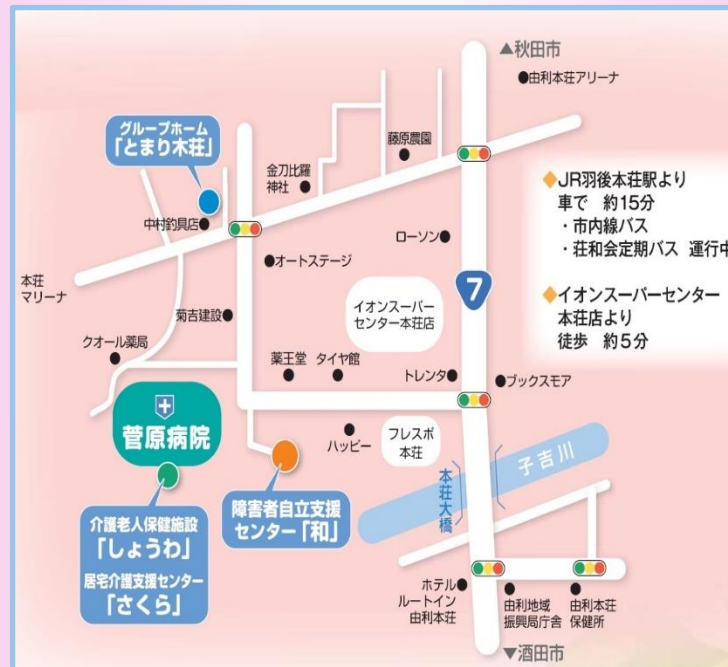 ▲秋田市
●由利本荘アリーナ
グループホーム
「とまり木荘」
藤原農園
金刀比羅
神社
中村釣具店
ローソン
オートステージ
本荘
マリーナ
菊吉建設
イオンスーパー
センター本荘店
7
クオール薬局
薬王堂
タイヤ館
トレンタ
ブックスモア
菅原病院
ハッピー
フレスポ
本荘
子吉川
本荘大橋
障害者自立支援
センター「和」
介護老人保健施設
「しょうわ」
居宅介護支援センター
「さくら」
ホテル
ルートイン
由利本荘
由利地域
振興局庁舎
由利本荘
保健所
▼酒田市
◆JR羽後本荘駅より
車で 約15分
・市内線バス
・荘和会定期バス 運行中
◆イオンスーパーセンター
本荘店より
徒歩 約5分